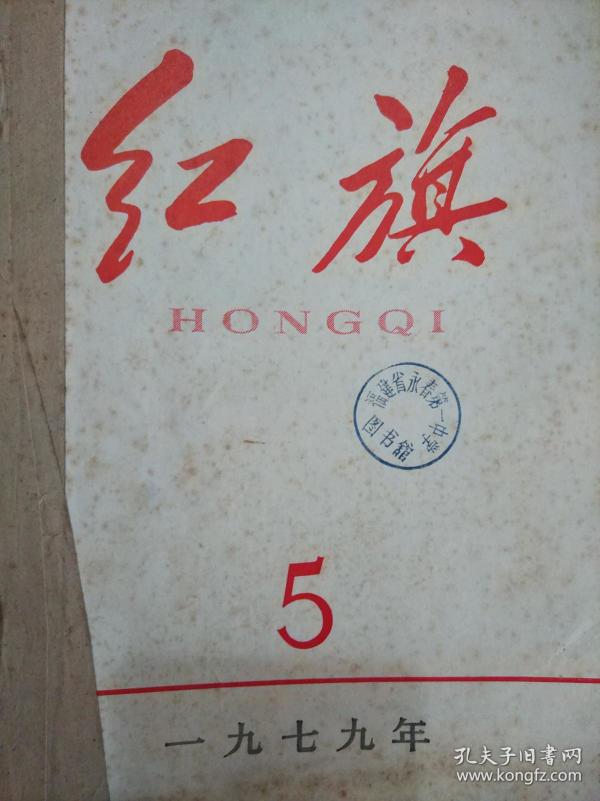 红旗
HONGQI
福建省永春第一中学
图书馆
5
一九七九年
孔夫子旧书网
www.kongfz.com